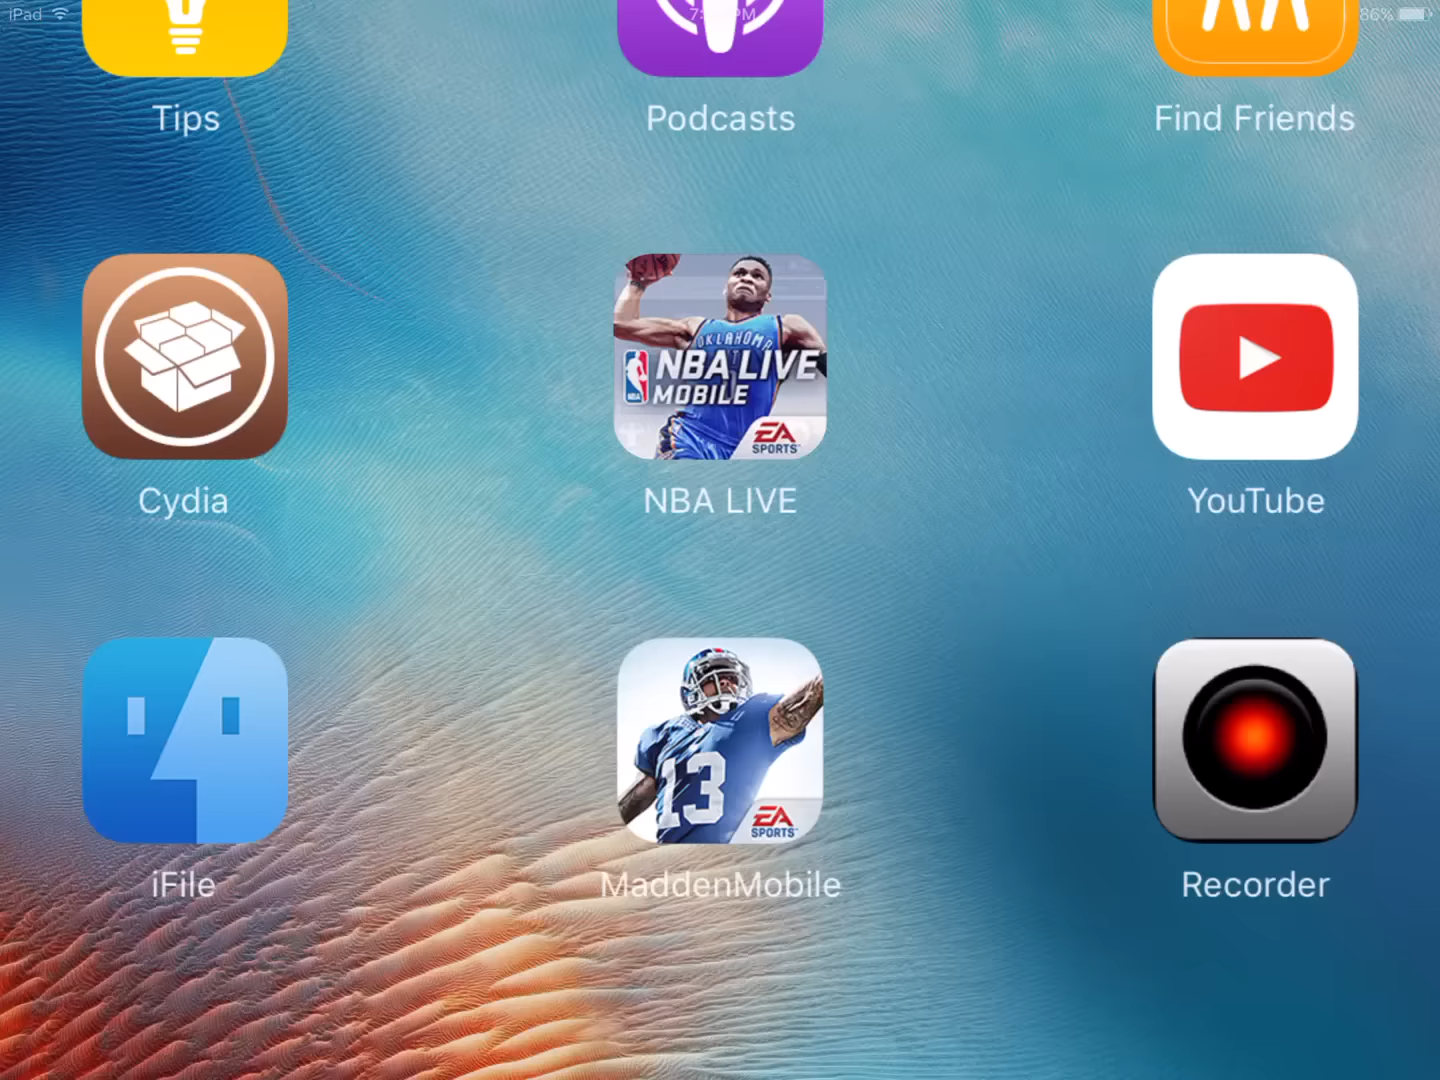 iPad
86%
Tips
Podcasts
Find Friends
OKLAHOMA
NBA LIVE
MOBILE
NBA
EA
SPORTS
Cydia
NBA LIVE
YouTube
13
EA
SPORTS
iFile
MaddenMobile
Recorder